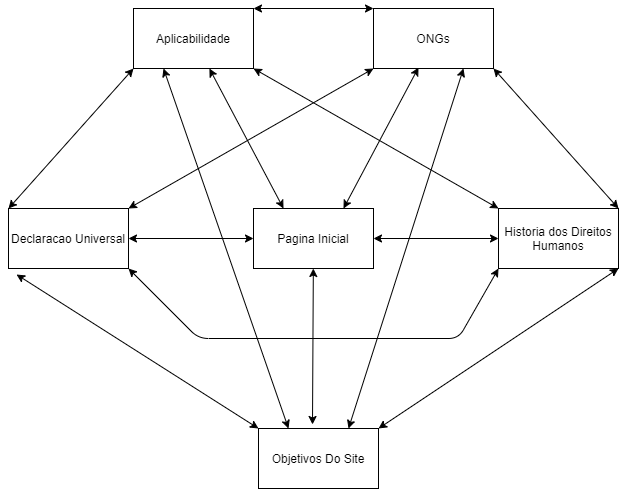 Aplicabilidade
ONGs
Declaracao Universal
Pagina Inicial
Historia dos Direitos
Humanos
Objetivos Do Site